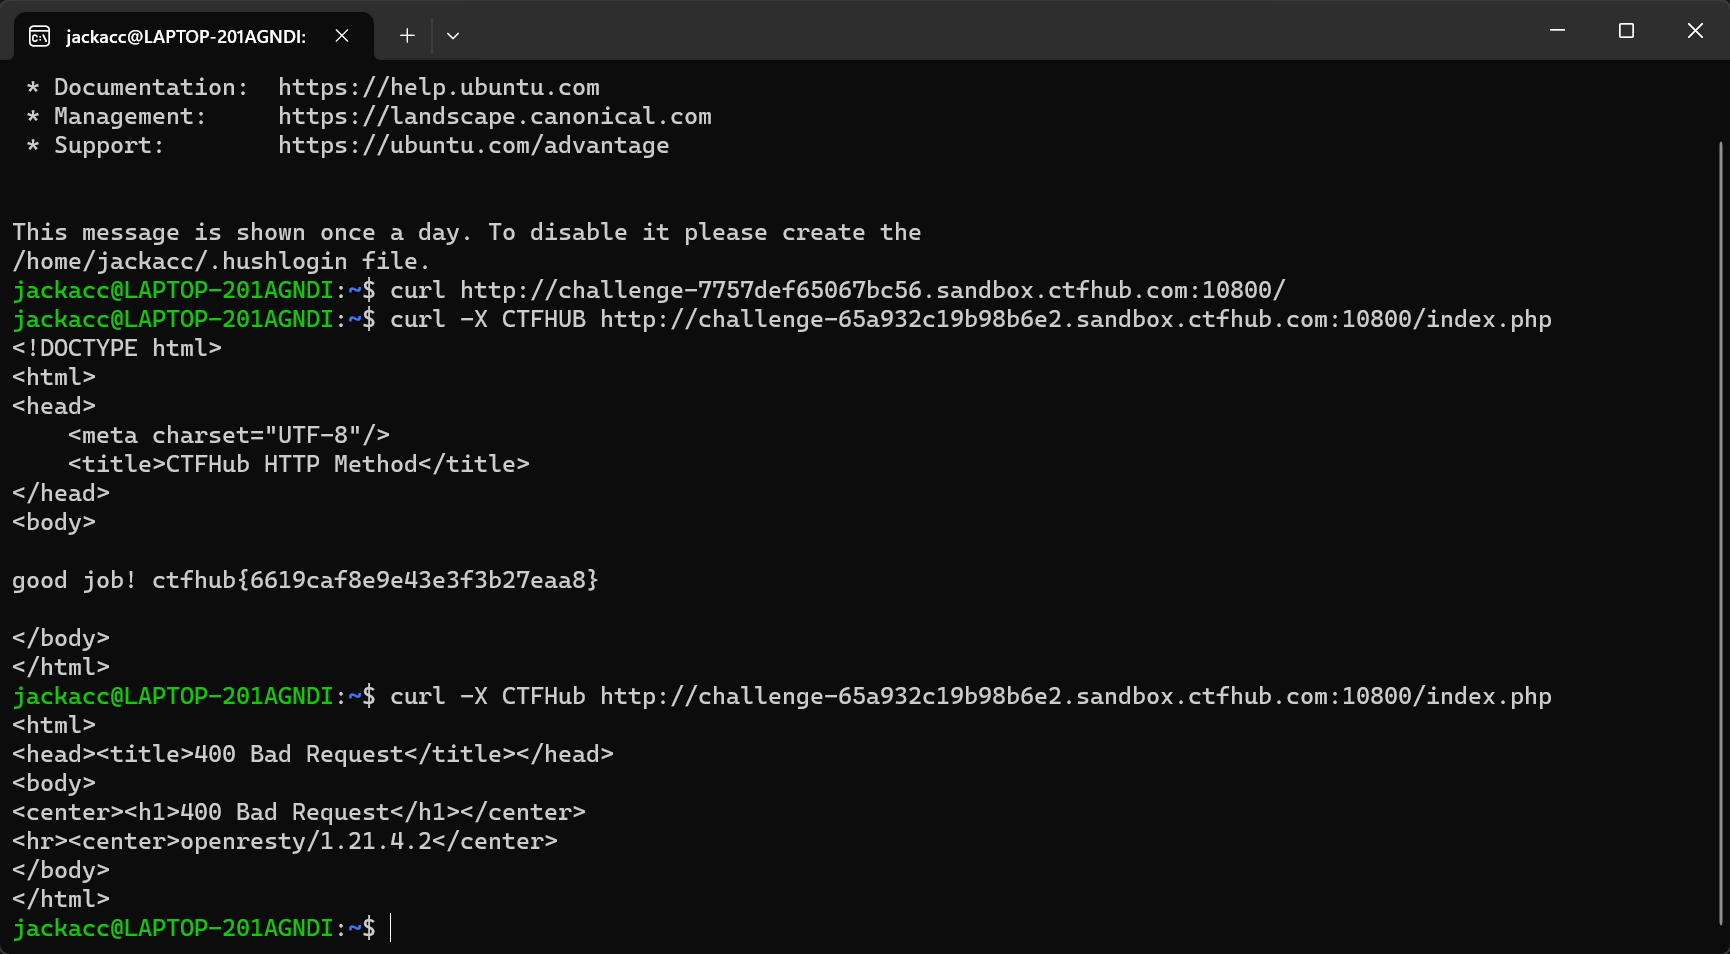 jackacc@LAPTOP-201AGNDI:
* Documentation:  https://help.ubuntu.com
* Management:     https://landscape.canonical.com
* Support:        https://ubuntu.com/advantage
This message is shown once a day. To disable it please create the
/home/jackacc/.hushlogin file.
jackacc@LAPTOP-201AGNDI:~$ curl http://challenge-7757def65067bc56.sandbox.ctfhub.com:10800/
jackacc@LAPTOP-201AGNDI:~$ curl -X CTFHUB http://challenge-65a932c19b98b6e2.sandbox.ctfhub.com:10800/index.php
<!DOCTYPE html>
<html>
<head>
    <meta charset="UTF-8"/>
    <title>CTFHub HTTP Method</title>
</head>
<body>
good job! ctfhub{6619caf8e9e43e3f3b27eaa8}
</body>
</html>
jackacc@LAPTOP-201AGNDI:~$ curl -X CTFHub http://challenge-65a932c19b98b6e2.sandbox.ctfhub.com:10800/index.php
<html>
<head><title>400 Bad Request</title></head>
<body>
<center><h1>400 Bad Request</h1></center>
<hr><center>openresty/1.21.4.2</center>
</body>
</html>
jackacc@LAPTOP-201AGNDI:~$